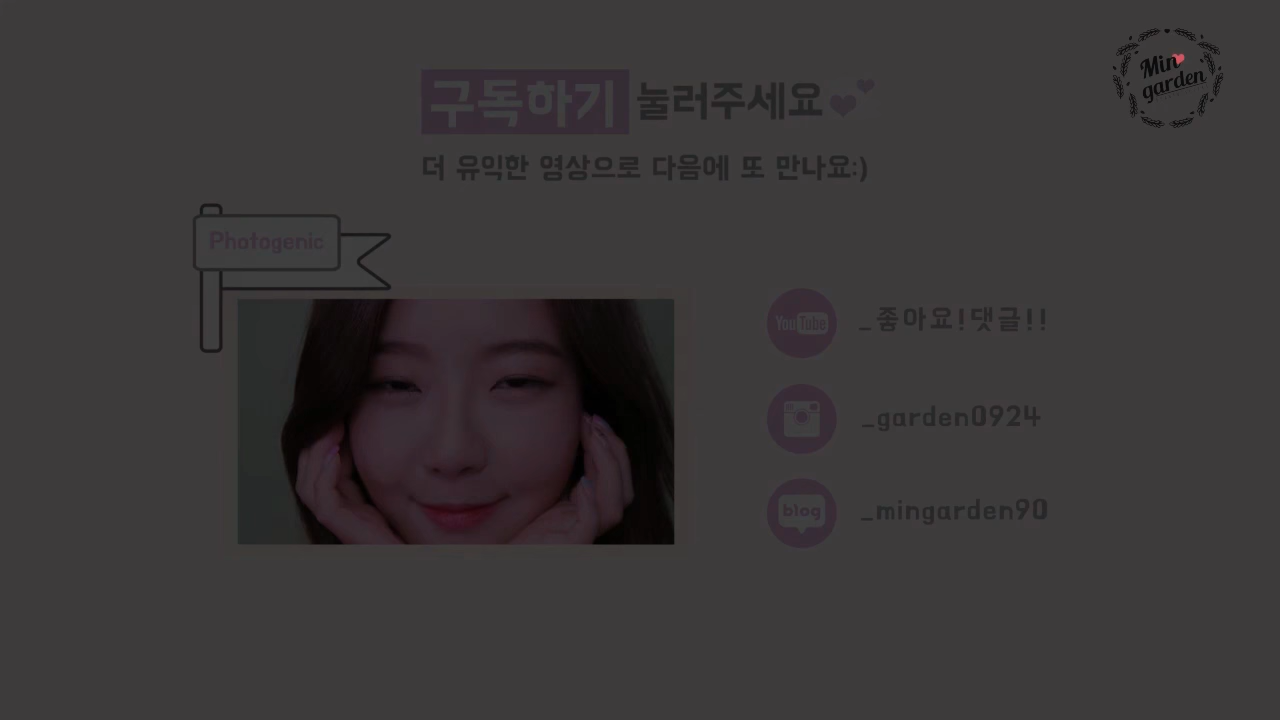 Min
garden
구독하기 눌러주세요
더 유익한 영상으로 다음에 또 만나요:)
Photogenic
YouTube _좋아요!댓글!!
_garden0924
blog _mingarden90